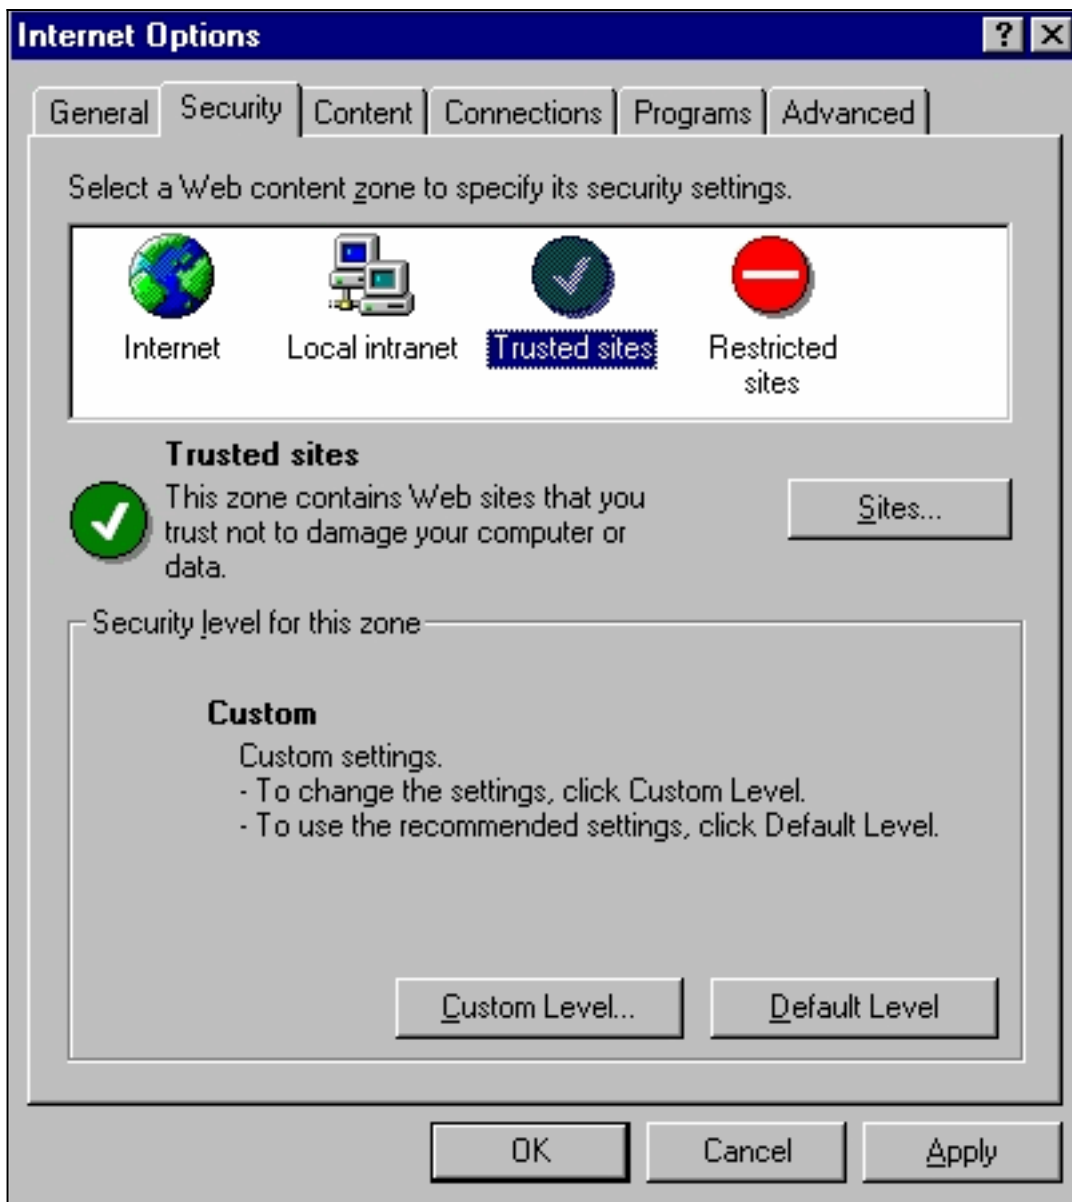 Internet Options
General Security Content Connections Programs Advanced
Select a Web content zone to specify its security settings.
Internet Local intranet Trusted sites Restricted
sites
Trusted sites
This zone contains Web sites that you
trust not to damage your computer or
data.
Sites...
Security level for this zone
Custom
Custom settings.
- To change the settings, click Custom Level.
- To use the recommended settings, click Default Level.
Custom Level... Default Level
OK Cancel Apply